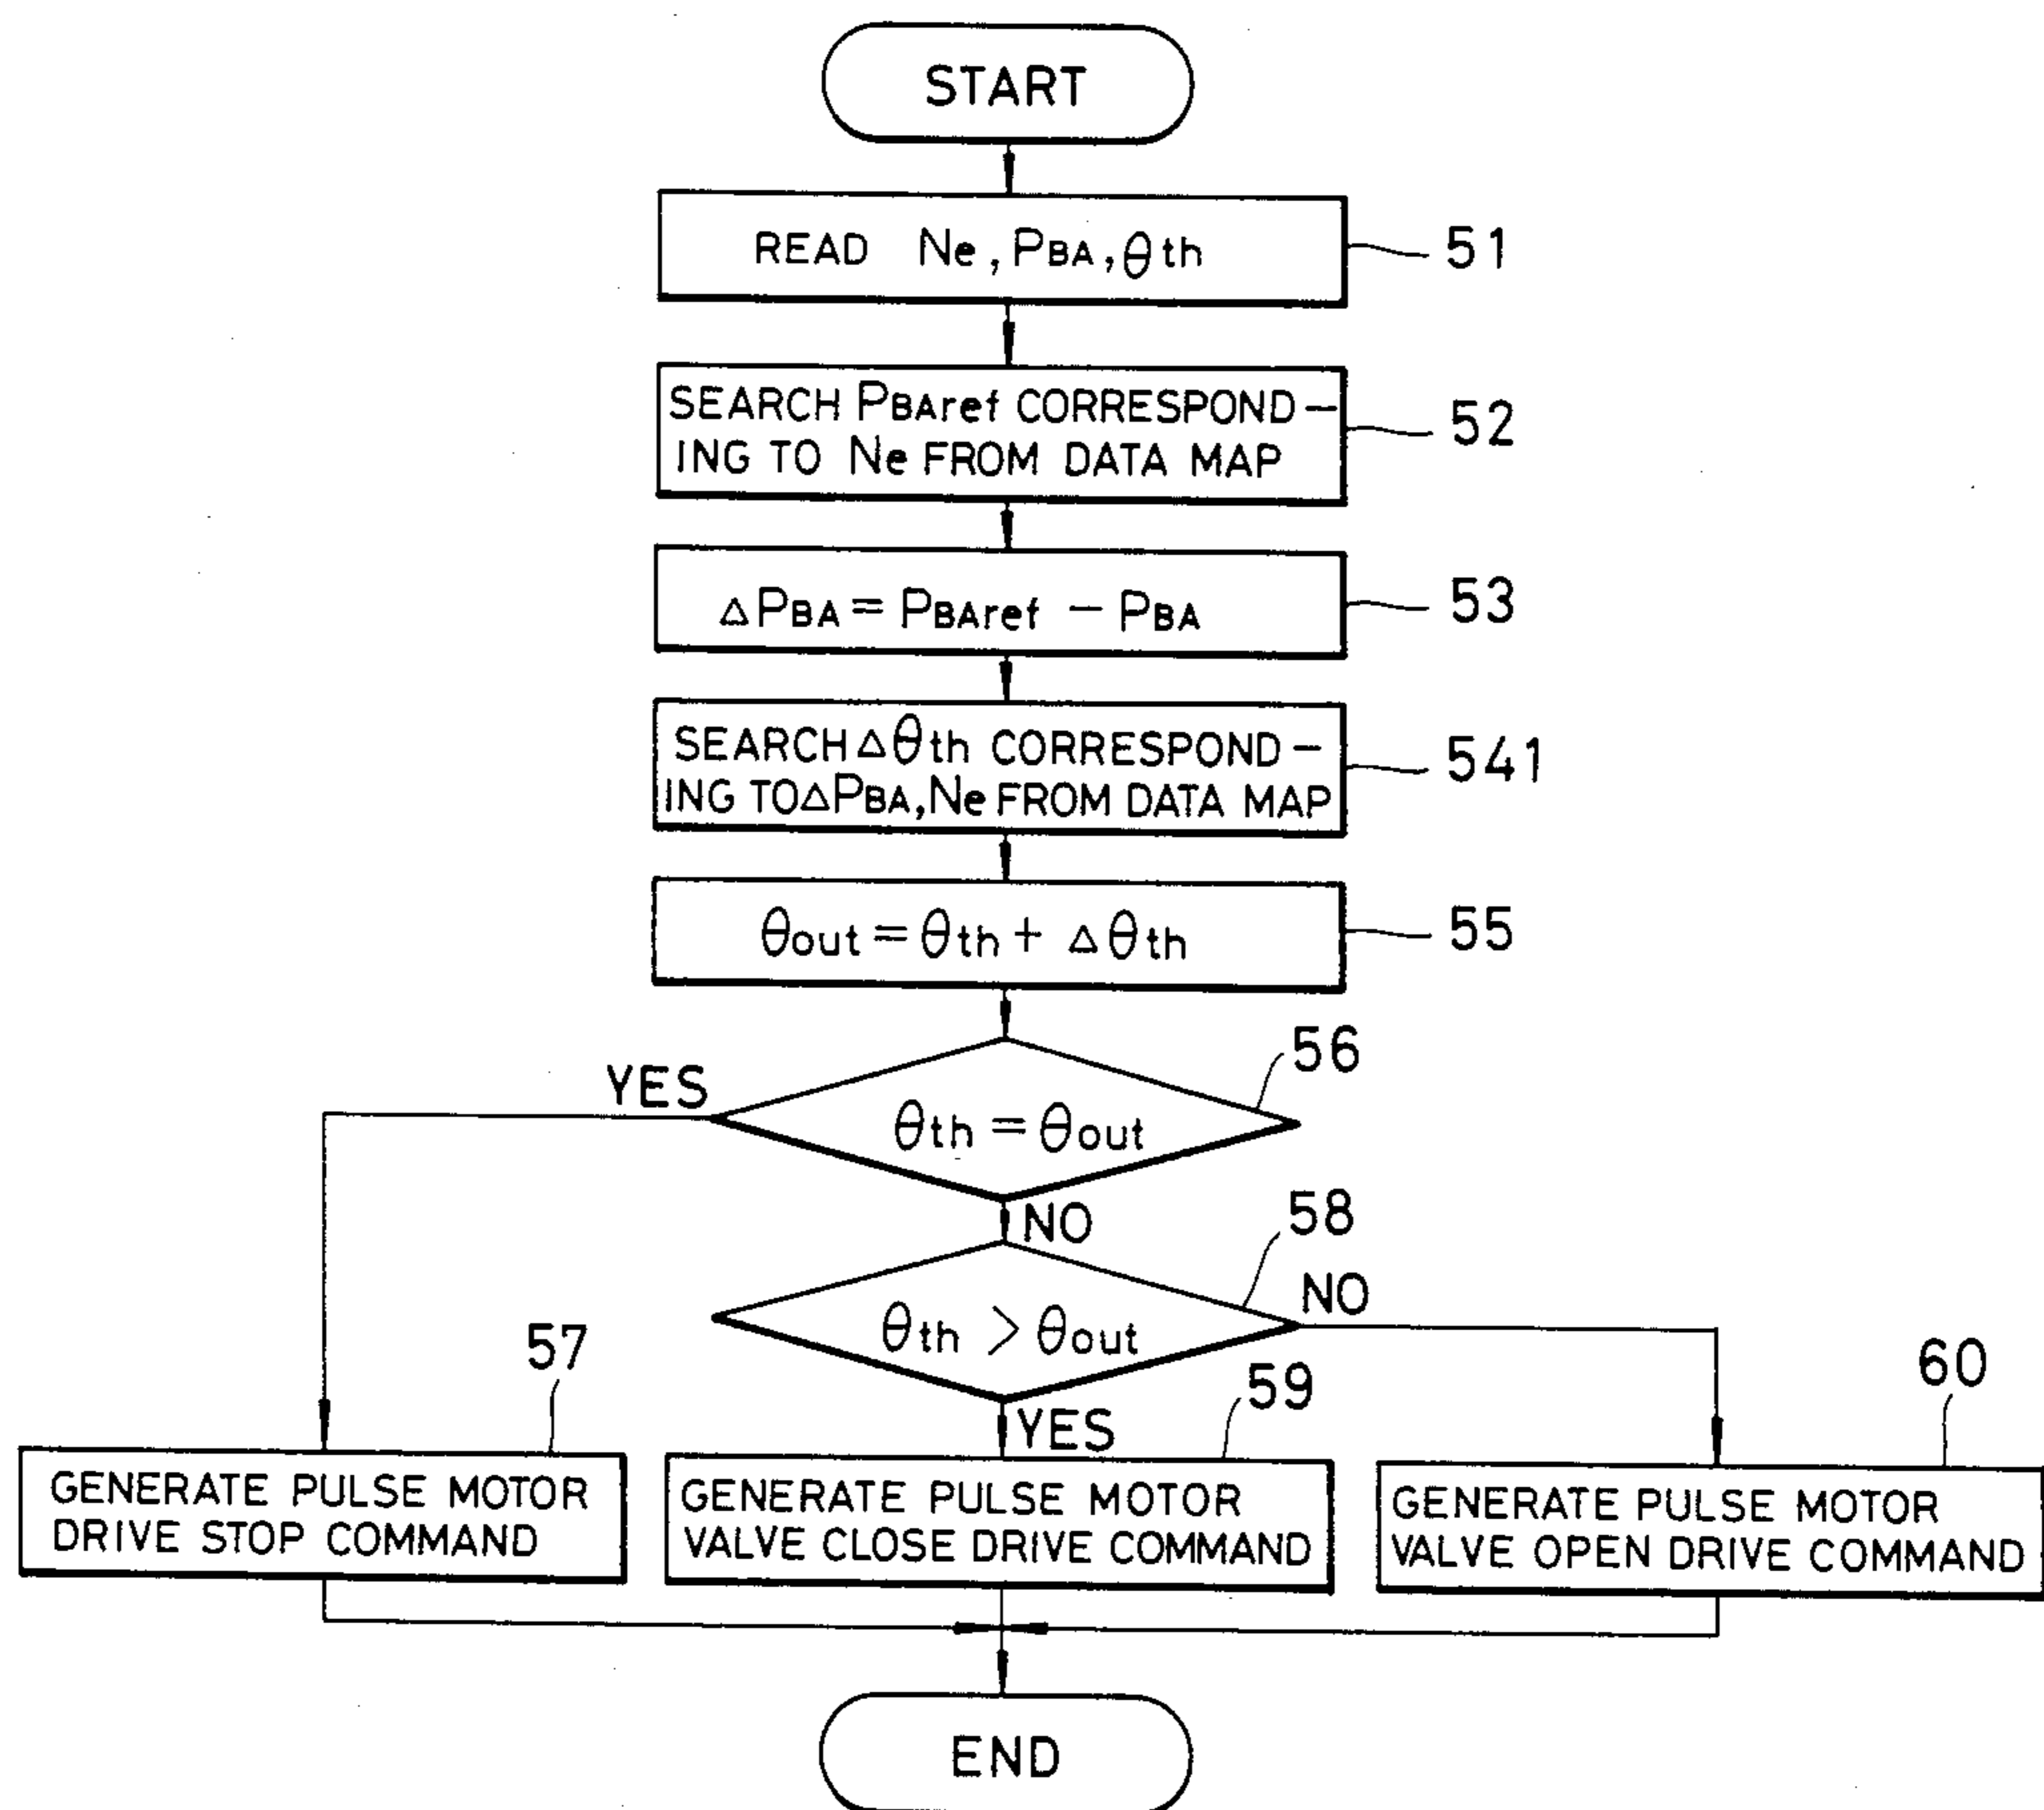 START
READ Ne, PBA, θth
51
SEARCH PBAref CORRESPOND-
ING TO Ne FROM DATA MAP
52
ΔPBA = PBAref - PBA
53
SEARCH Δθth CORRESPOND-
ING TO ΔPBA, Ne FROM DATA MAP
541
θout = θth + Δθth
55
56
YES
θth = θout
NO
58
θth > θout
NO
57
59
60
YES
GENERATE PULSE MOTOR
DRIVE STOP COMMAND
GENERATE PULSE MOTOR
VALVE CLOSE DRIVE COMMAND
GENERATE PULSE MOTOR
VALVE OPEN DRIVE COMMAND
END